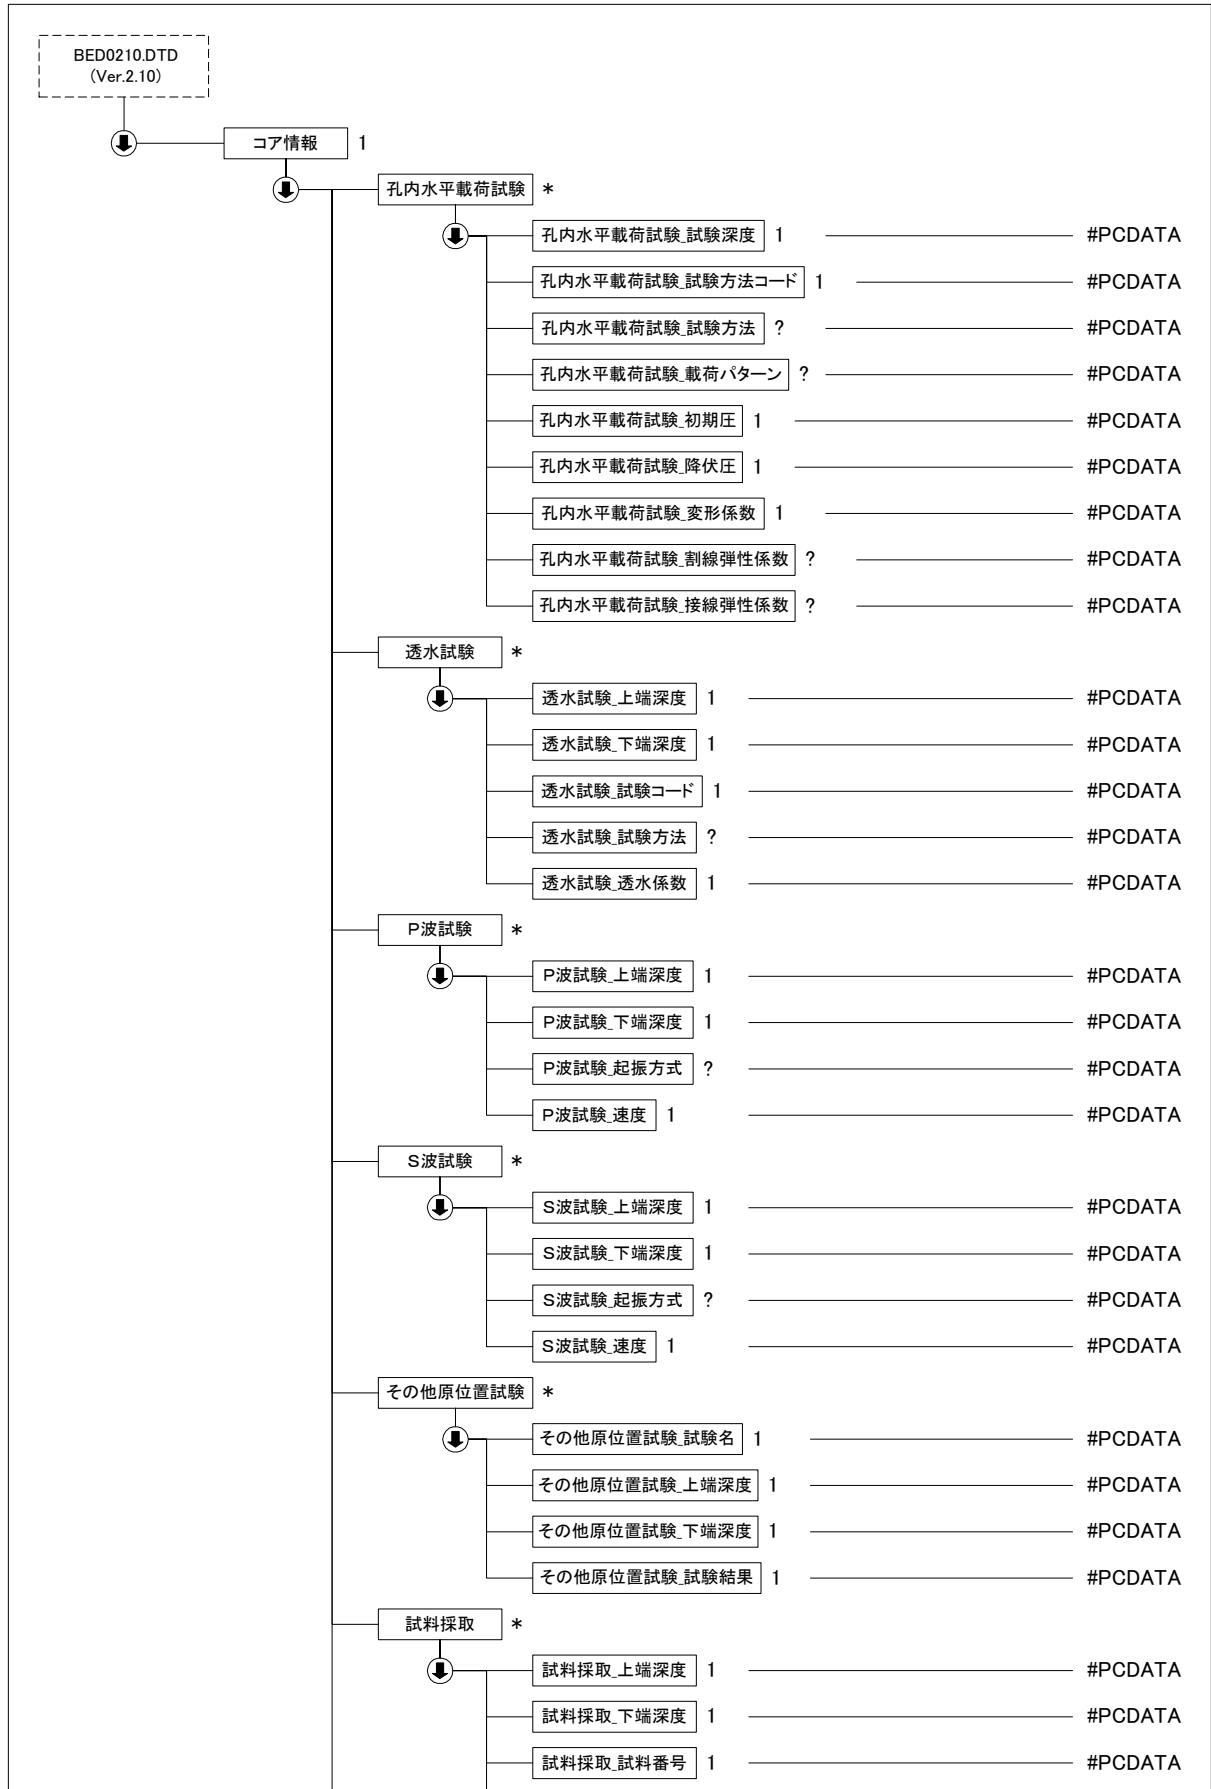 BED0210.DTD
(Ver.2.10)
コア情報 1
孔内水平載荷試験 *
孔内水平載荷試験_試験深度 1 #PCDATA
孔内水平載荷試験_試験方法コード 1 #PCDATA
孔内水平載荷試験_試験方法 ? #PCDATA
孔内水平載荷試験_載荷パターン ? #PCDATA
孔内水平載荷試験_初期圧 1 #PCDATA
孔内水平載荷試験_降伏圧 1 #PCDATA
孔内水平載荷試験_変形係数 1 #PCDATA
孔内水平載荷試験_割線弾性係数 ? #PCDATA
孔内水平載荷試験_接線弾性係数 ? #PCDATA
透水試験 *
透水試験_上端深度 1 #PCDATA
透水試験_下端深度 1 #PCDATA
透水試験_試験コード 1 #PCDATA
透水試験_試験方法 ? #PCDATA
透水試験_透水係数 1 #PCDATA
P波試験 *
P波試験_上端深度 1 #PCDATA
P波試験_下端深度 1 #PCDATA
P波試験_起振方式 ? #PCDATA
P波試験_速度 1 #PCDATA
S波試験 *
S波試験_上端深度 1 #PCDATA
S波試験_下端深度 1 #PCDATA
S波試験_起振方式 ? #PCDATA
S波試験_速度 1 #PCDATA
その他原位置試験 *
その他原位置試験_試験名 1 #PCDATA
その他原位置試験_上端深度 1 #PCDATA
その他原位置試験_下端深度 1 #PCDATA
その他原位置試験_試験結果 1 #PCDATA
試料採取 *
試料採取_上端深度 1 #PCDATA
試料採取_下端深度 1 #PCDATA
試料採取_試料番号 1 #PCDATA